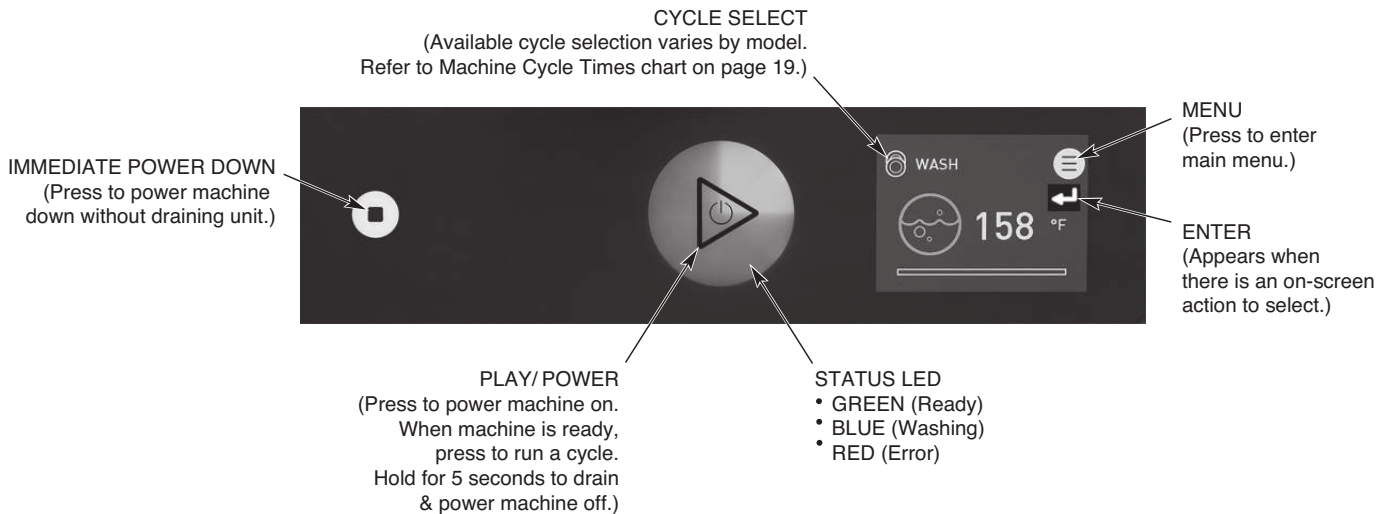 CYCLE SELECT
(Available cycle selection varies by model.
Refer to Machine Cycle Times chart on page 19.)
MENU
(Press to enter
main menu.)
IMMEDIATE POWER DOWN
(Press to power machine
down without draining unit.)
WASH
158 °F
ENTER
(Appears when
there is an on-screen
action to select.)
PLAY/ POWER
(Press to power machine on.
When machine is ready,
press to run a cycle.
Hold for 5 seconds to drain
& power machine off.)
STATUS LED
• GREEN (Ready)
• BLUE (Washing)
• RED (Error)